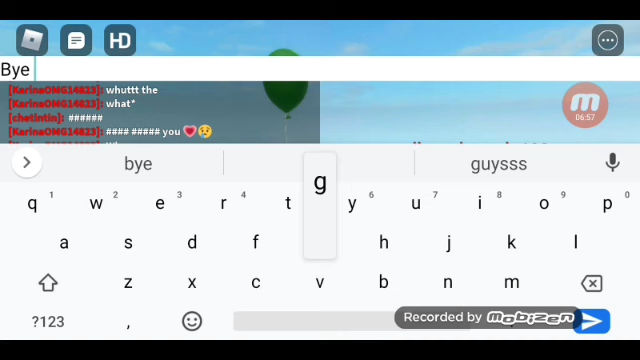 HD
Bye
[KarinaOMG14823]: whuttt the
[KarinaOMG14823]: what*
[chetintin]: ######
[KarinaOMG14823]: #### ##### you 💗😢
06:57
bye
guysss
g
q 1 w 2 e 3 r 4 t y 6 u 7 i 8 o 9 p 0
a s d f h j k l
z x c v b n m
?123 ,
Recorded by mobizen